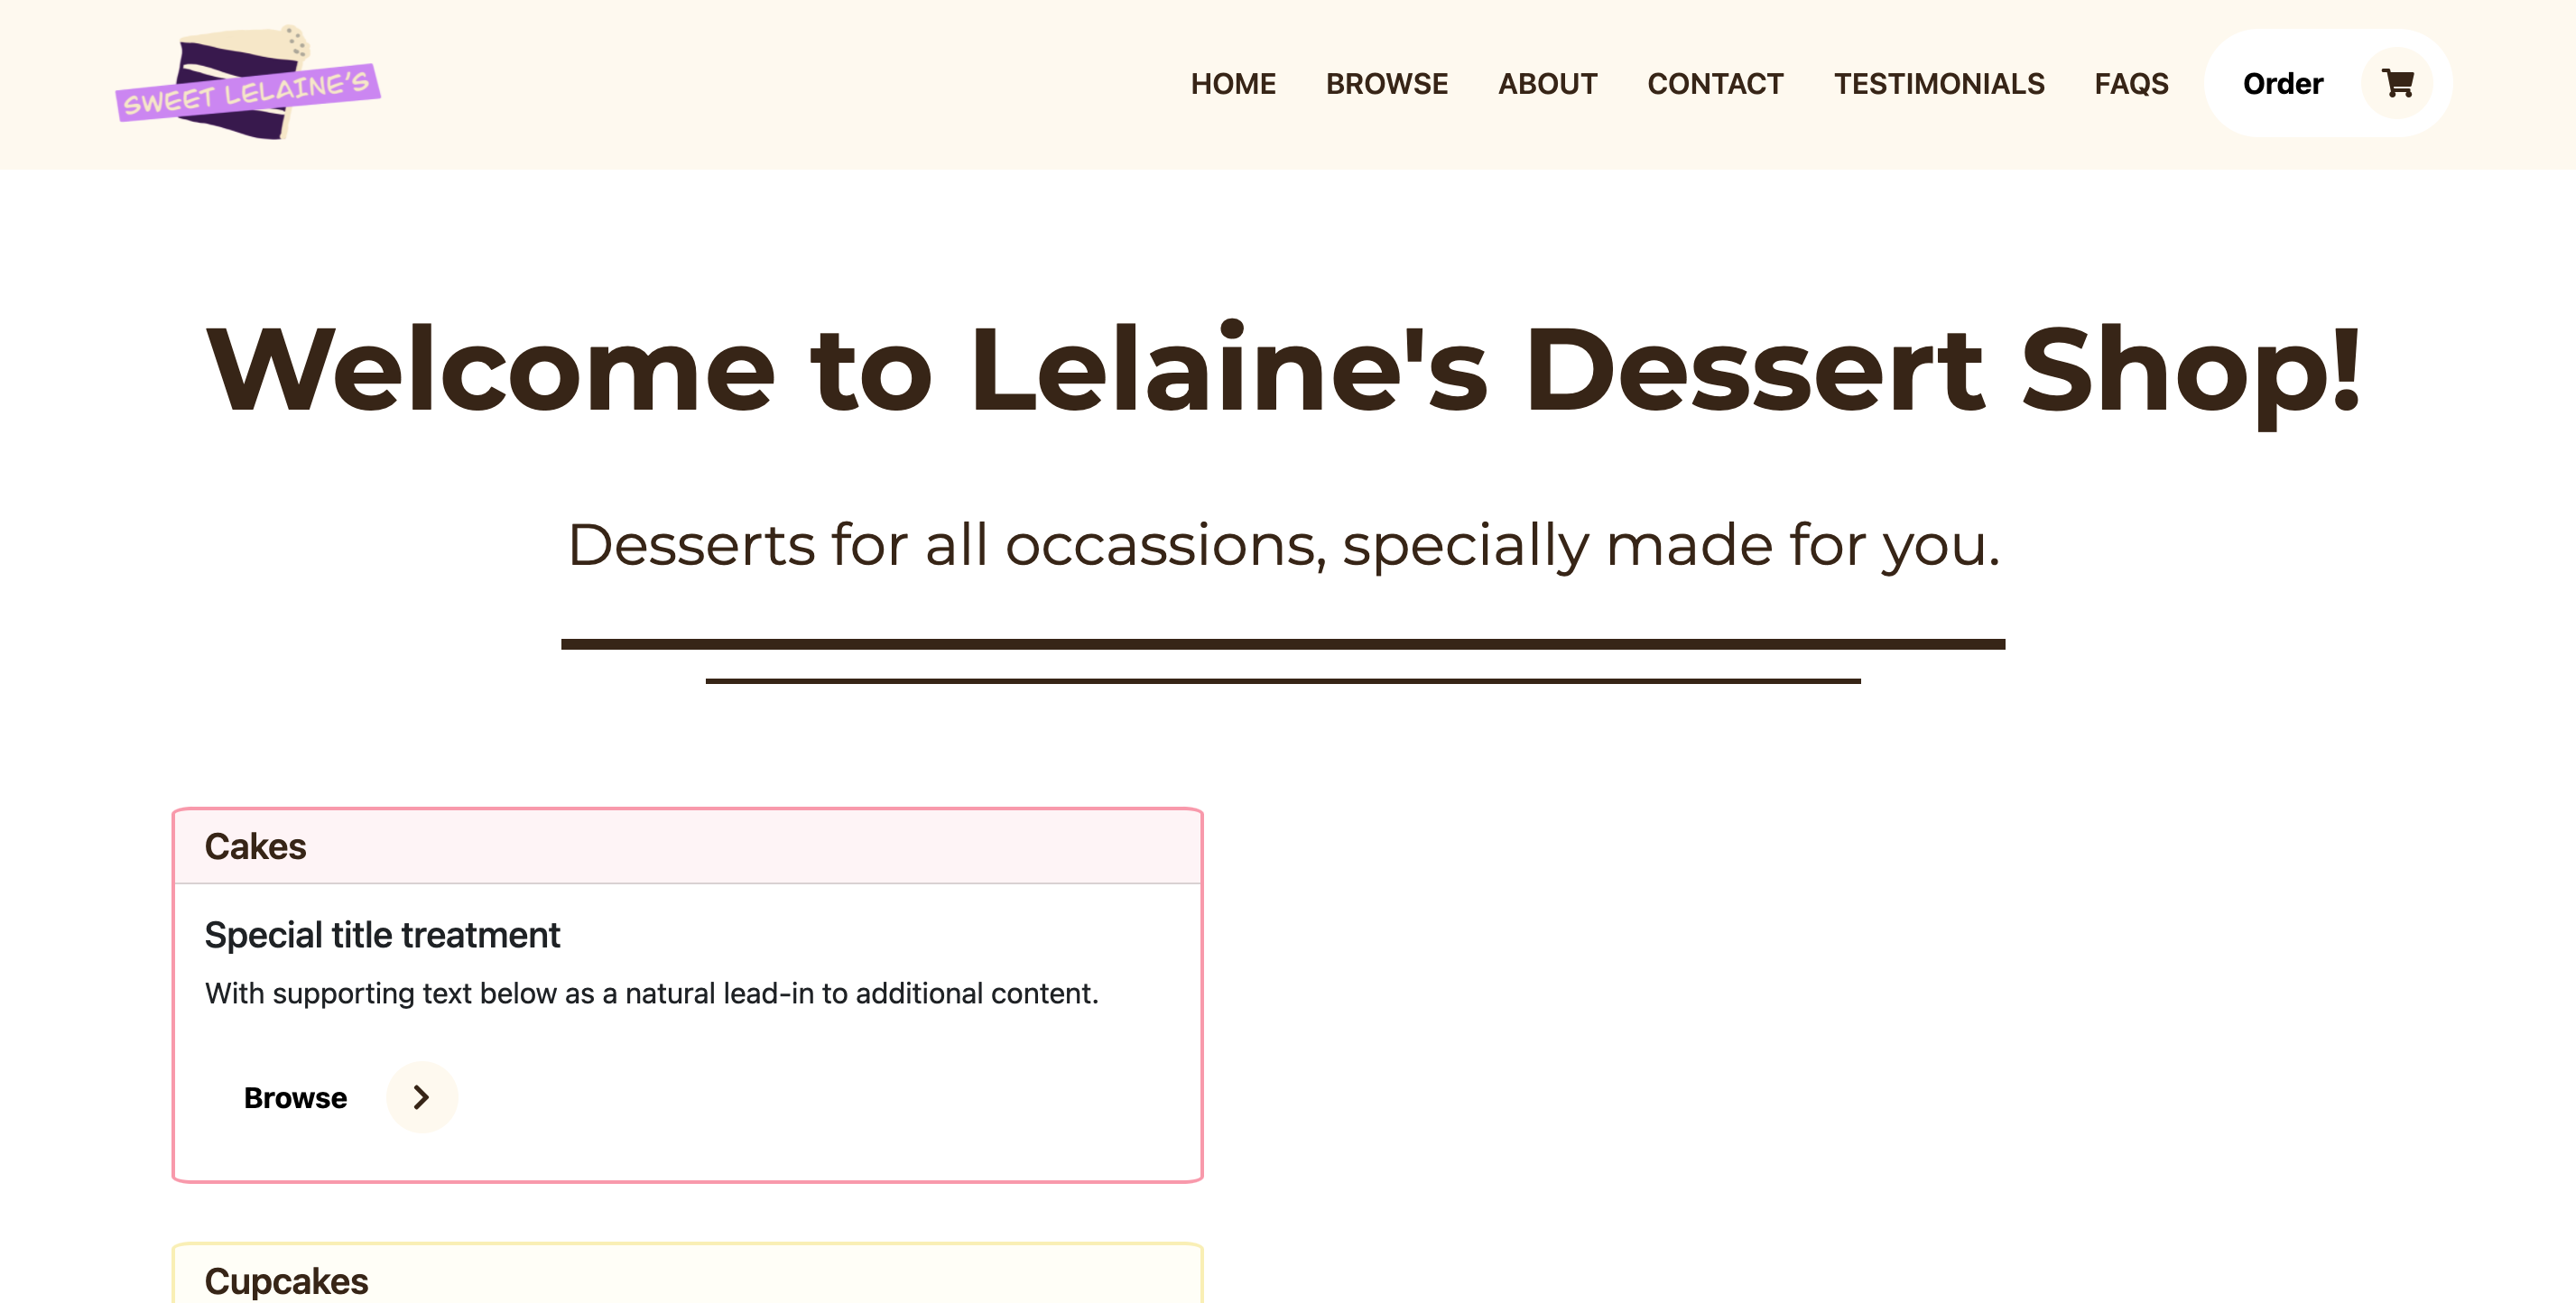 SWEET LELAINE'S
HOME BROWSE ABOUT CONTACT TESTIMONIALS FAQS Order
Welcome to Lelaine's Dessert Shop!
Desserts for all occassions, specially made for you.
Cakes
Special title treatment
With supporting text below as a natural lead-in to additional content.
Browse
Cupcakes